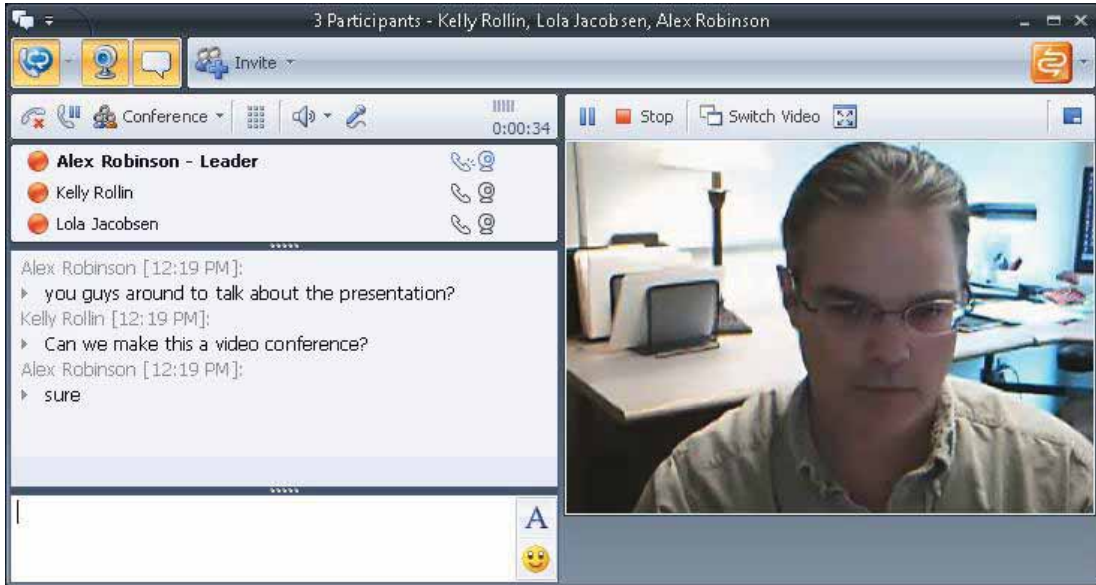 3 Participants - Kelly Rollin, Lola Jacobsen, Alex Robinson
Invite
Conference
0:00:34
Stop
Switch Video
Alex Robinson - Leader
Kelly Rollin
Lola Jacobsen
Alex Robinson [12:19 PM]:
you guys around to talk about the presentation?
Kelly Rollin [12:19 PM]:
Can we make this a video conference?
Alex Robinson [12:19 PM]:
sure
A